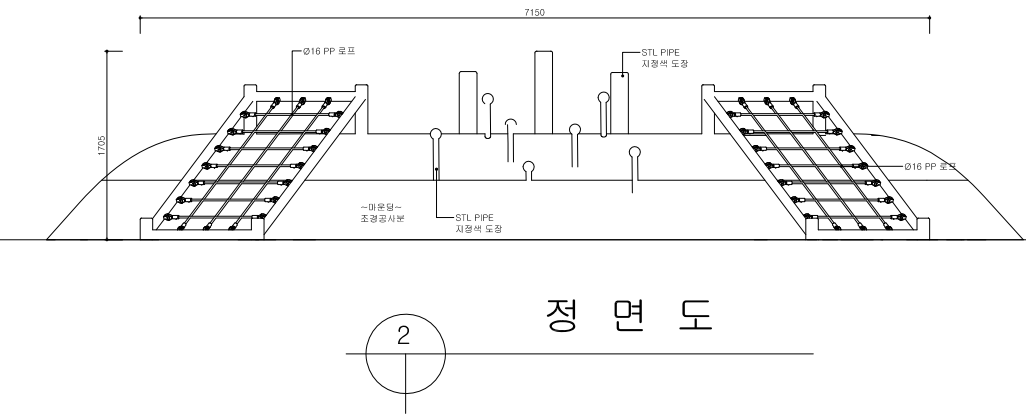 7150
Ø16 PP 로프
STL PIPE
지정색 도장
1705
Ø16 PP 로프
~마운딩~
조경공사분
STL PIPE
지정색 도장
정 면 도
2